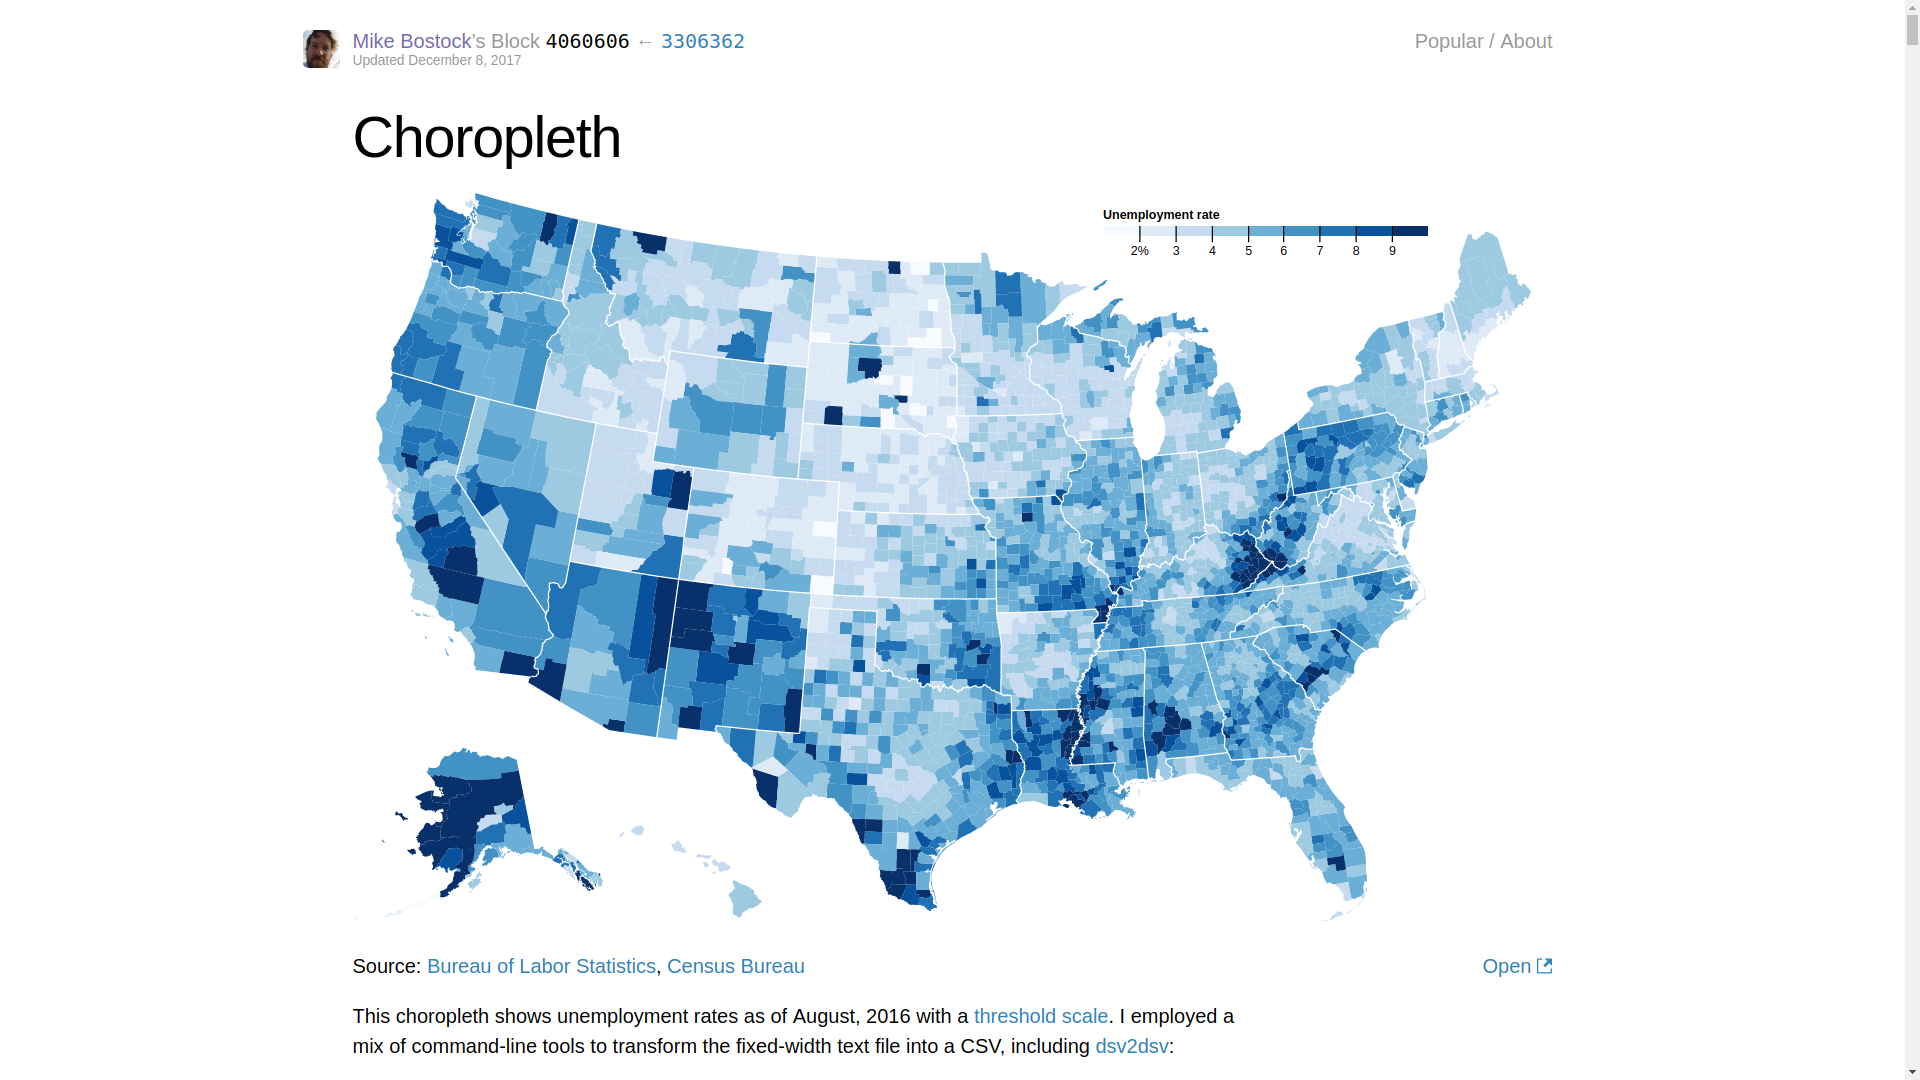 Mike Bostock’s Block 4060606 ← 3306362
Updated December 8, 2017
Popular / About
Choropleth
Unemployment rate
2% 3 4 5 6 7 8 9
Source: Bureau of Labor Statistics, Census Bureau
Open
This choropleth shows unemployment rates as of August, 2016 with a threshold scale. I employed a
mix of command-line tools to transform the fixed-width text file into a CSV, including dsv2dsv: